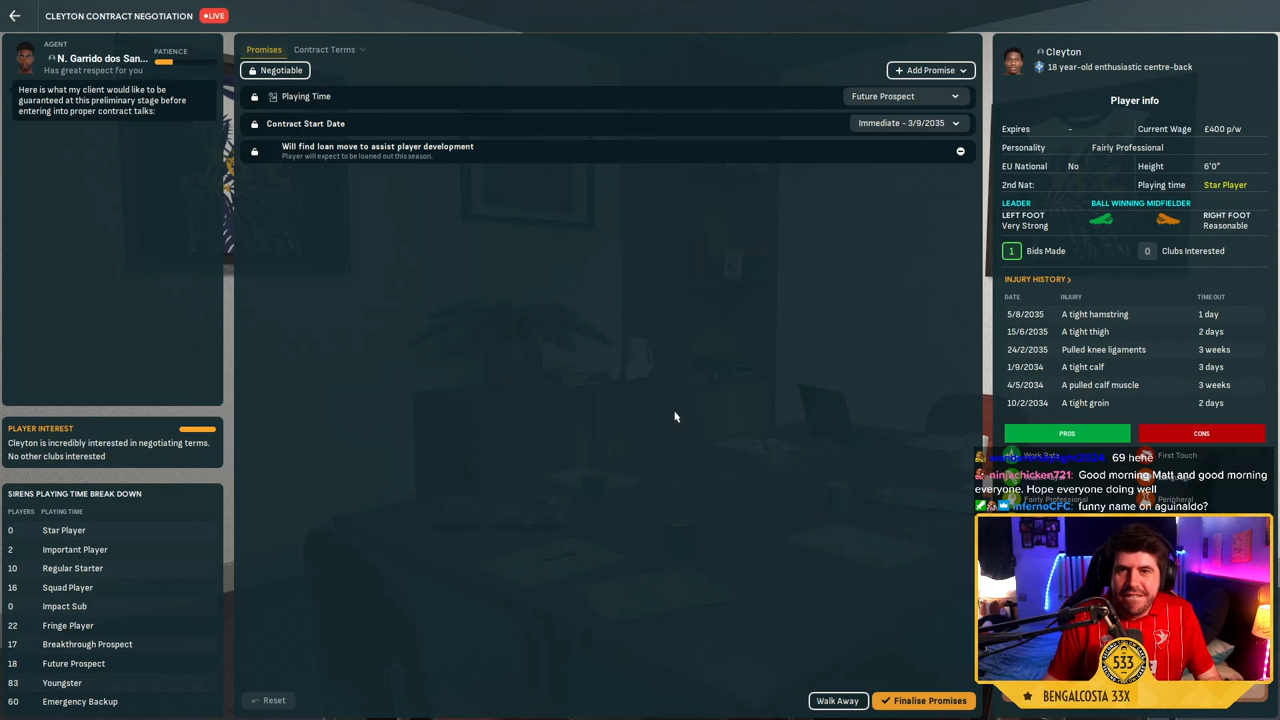 CLEYTON CONTRACT NEGOTIATION
LIVE
AGENT
N. Garrido dos San...
Has great respect for you
PATIENCE
Here is what my client would like to be
guaranteed at this preliminary stage before
entering into proper contract talks:
PLAYER INTEREST
Cleyton is incredibly interested in negotiating terms.
No other clubs interested
SIRENS PLAYING TIME BREAK DOWN
PLAYERS PLAYING TIME
0 Star Player
2 Important Player
10 Regular Starter
16 Squad Player
0 Impact Sub
22 Fringe Player
17 Breakthrough Prospect
18 Future Prospect
83 Youngster
60 Emergency Backup
Promises Contract Terms
Negotiable
Add Promise
Playing Time Future Prospect
Contract Start Date Immediate - 3/9/2035
Will find loan move to assist player development
Player will expect to be loaned out this season.
Reset
Walk Away
Finalise Promises
Cleyton
18 year-old enthusiastic centre-back
Player info
Expires - Current Wage £400 p/w
Personality Fairly Professional
EU National No Height 6'0"
2nd Nat: Playing time Star Player
LEADER BALL WINNING MIDFIELDER
LEFT FOOT
Very Strong
RIGHT FOOT
Reasonable
1 Bids Made 0 Clubs Interested
INJURY HISTORY
DATE INJURY TIME OUT
5/8/2035 A tight hamstring 1 day
15/6/2035 A tight thigh 2 days
24/2/2035 Pulled knee ligaments 3 weeks
1/9/2034 A tight calf 3 days
4/5/2034 A pulled calf muscle 3 weeks
10/2/2034 A tight groin 2 days
PROS CONS
Work Rate First Touch
69 hehe
ninjachicken721: Good morning Matt and good morning
everyone. Hope everyone doing well
Fairly Professional Peripheral
infernoCFC: funny name on aguinaldo?
533
BENGALCOSTA 33X